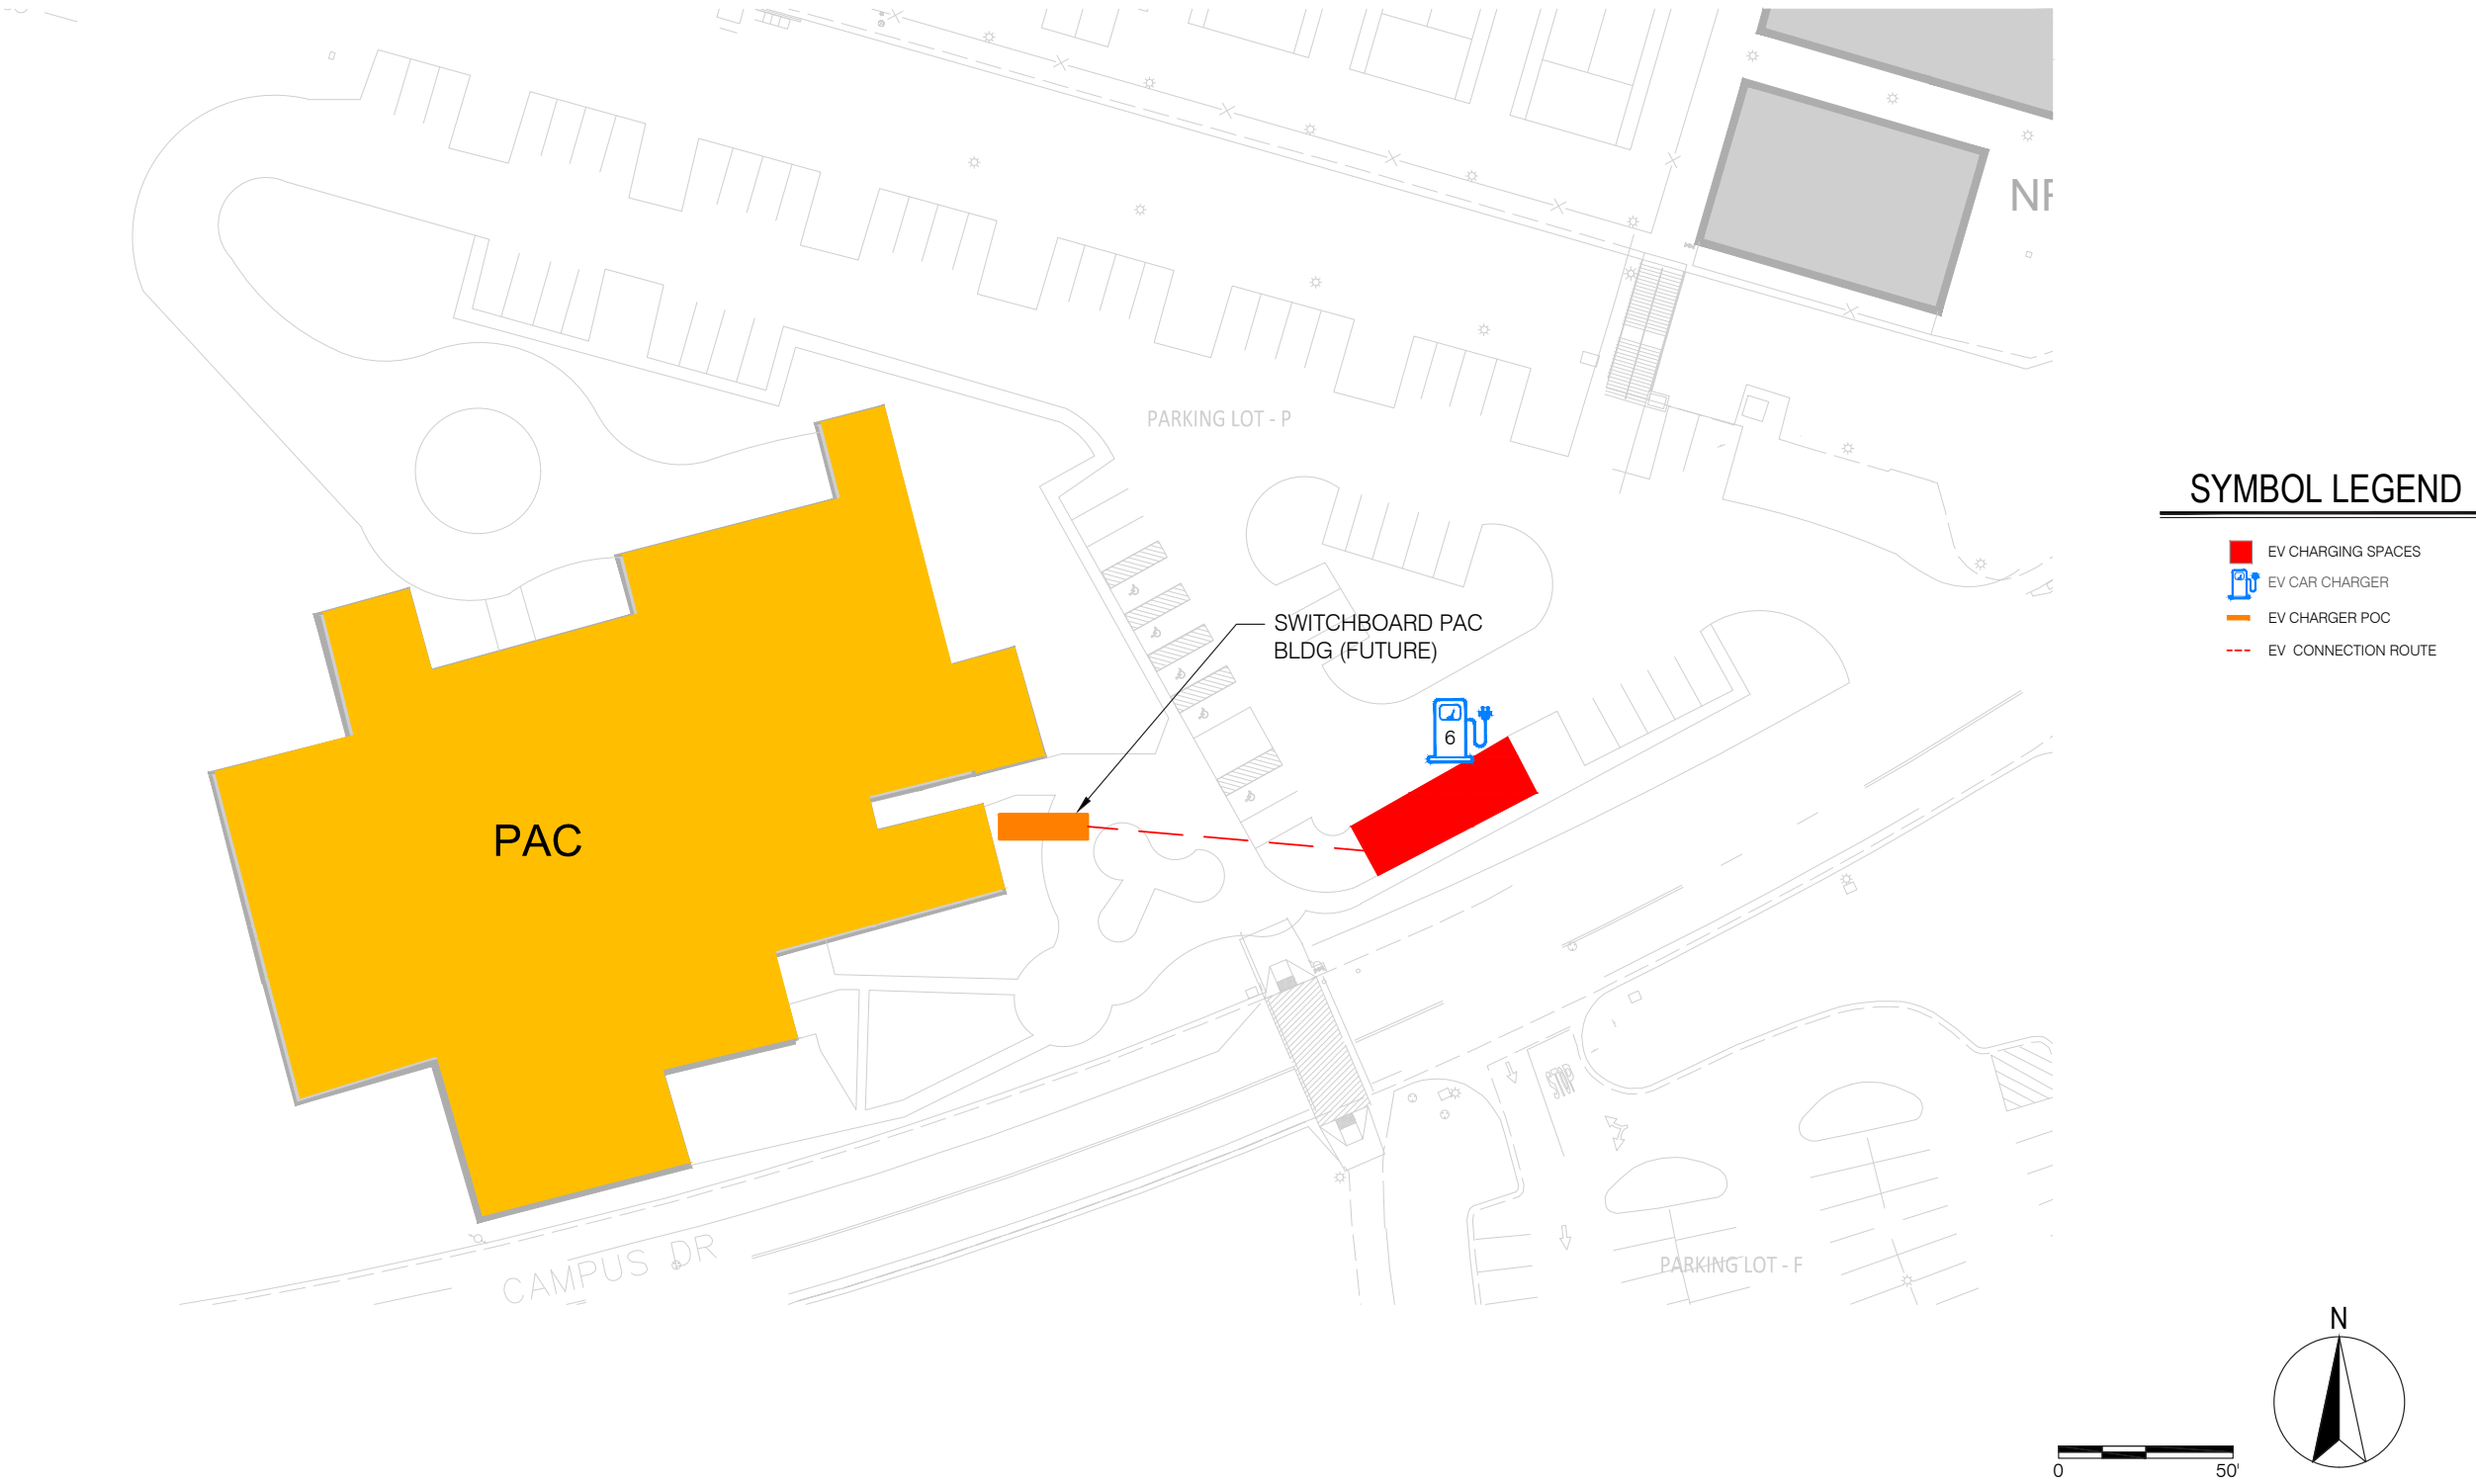 NF
PARKING LOT - P
SYMBOL LEGEND
EV CHARGING SPACES
EV CAR CHARGER
EV CHARGER POC
EV  CONNECTION ROUTE
SWITCHBOARD PAC
BLDG (FUTURE)
6
PAC
STOP
CAMPUS DR
PARKING LOT - F
N
0 50'